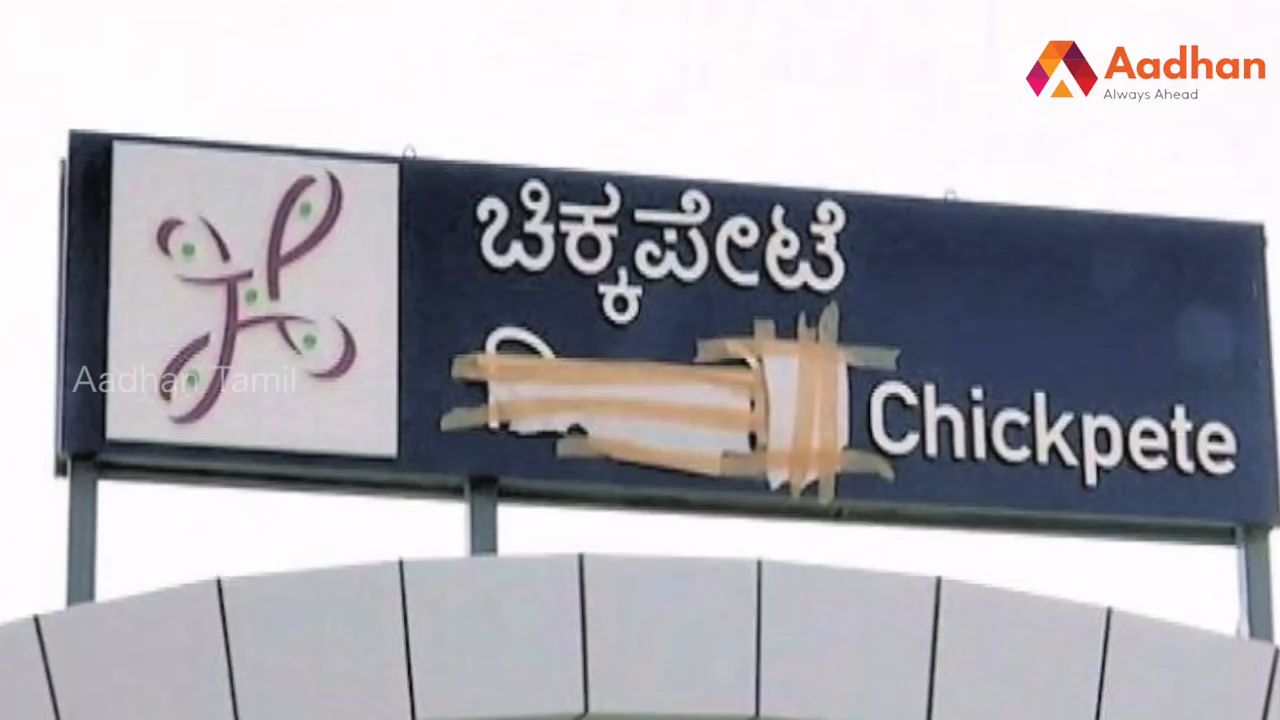 Aadhan
Always Ahead
ಚಿಕ್ಕಪೇಟೆ
Chickpete
Aadhan Tamil